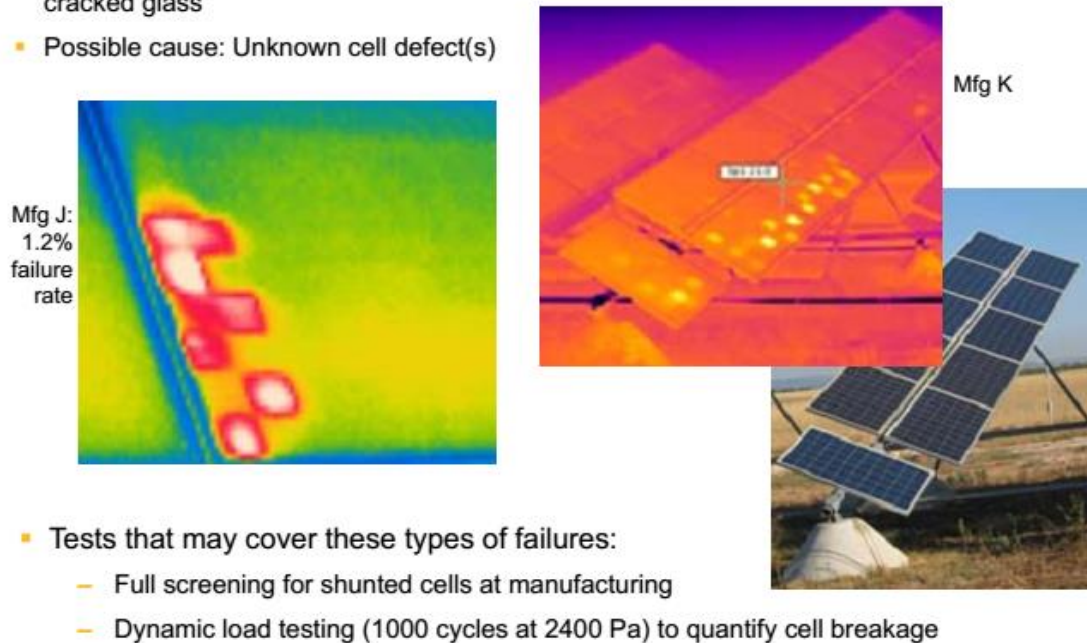 cracked glass
Possible cause: Unknown cell defect(s)
Mfg K
Mfg J:
1.2%
failure
rate
Tests that may cover these types of failures:
– Full screening for shunted cells at manufacturing
– Dynamic load testing (1000 cycles at 2400 Pa) to quantify cell breakage